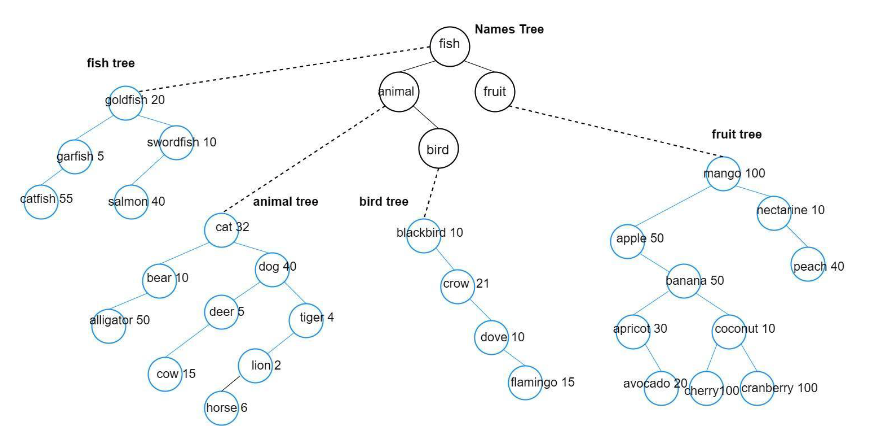 Names Tree
fish
fish tree
animal
fruit
goldfish 20
fruit tree
swordfish 10
bird
garfish 5
mango 100
catfish 55
salmon 40
animal tree
bird tree
nectarine 10
cat 32
blackbird 10
apple 50
dog 40
peach 40
bear 10
crow 21
banana 50
deer 5
tiger 4
alligator 50
apricot 30
coconut 10
dove 10
lion 2
cow 15
flamingo 15
avocado 20
cherry100
cranberry 100
horse 6